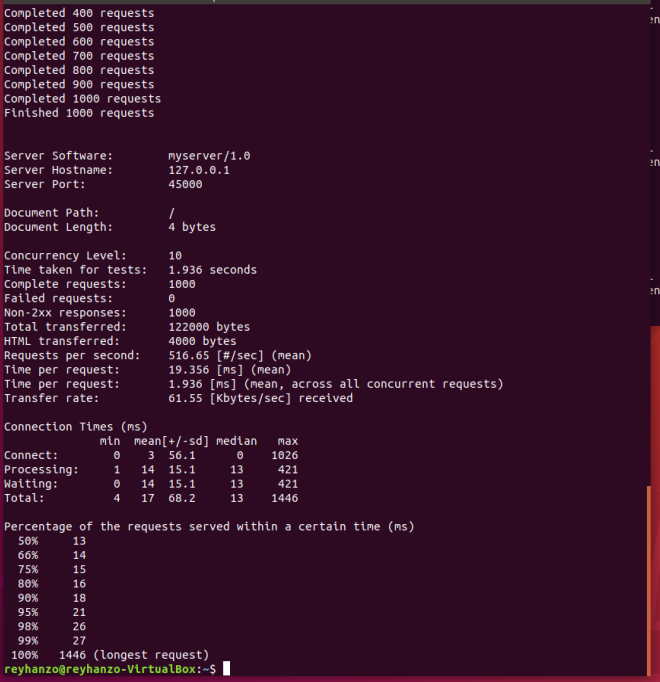 Completed 400 requests
Completed 500 requests
Completed 600 requests
Completed 700 requests
Completed 800 requests
Completed 900 requests
Completed 1000 requests
Finished 1000 requests
Server Software:        myserver/1.0
Server Hostname:        127.0.0.1
Server Port:            45000
Document Path:          /
Document Length:        4 bytes
Concurrency Level:      10
Time taken for tests:   1.936 seconds
Complete requests:      1000
Failed requests:        0
Non-2xx responses:      1000
Total transferred:      122000 bytes
HTML transferred:       4000 bytes
Requests per second:    516.65 [#/sec] (mean)
Time per request:       19.356 [ms] (mean)
Time per request:       1.936 [ms] (mean, across all concurrent requests)
Transfer rate:          61.55 [Kbytes/sec] received
Connection Times (ms)
              min  mean[+/-sd] median   max
Connect:        0    3  56.1      0    1026
Processing:     1   14  15.1     13     421
Waiting:        0   14  15.1     13     421
Total:          4   17  68.2     13    1446
Percentage of the requests served within a certain time (ms)
  50%     13
  66%     14
  75%     15
  80%     16
  90%     18
  95%     21
  98%     26
  99%     27
 100%   1446 (longest request)
reyhanzo@reyhanzo-VirtualBox:~$